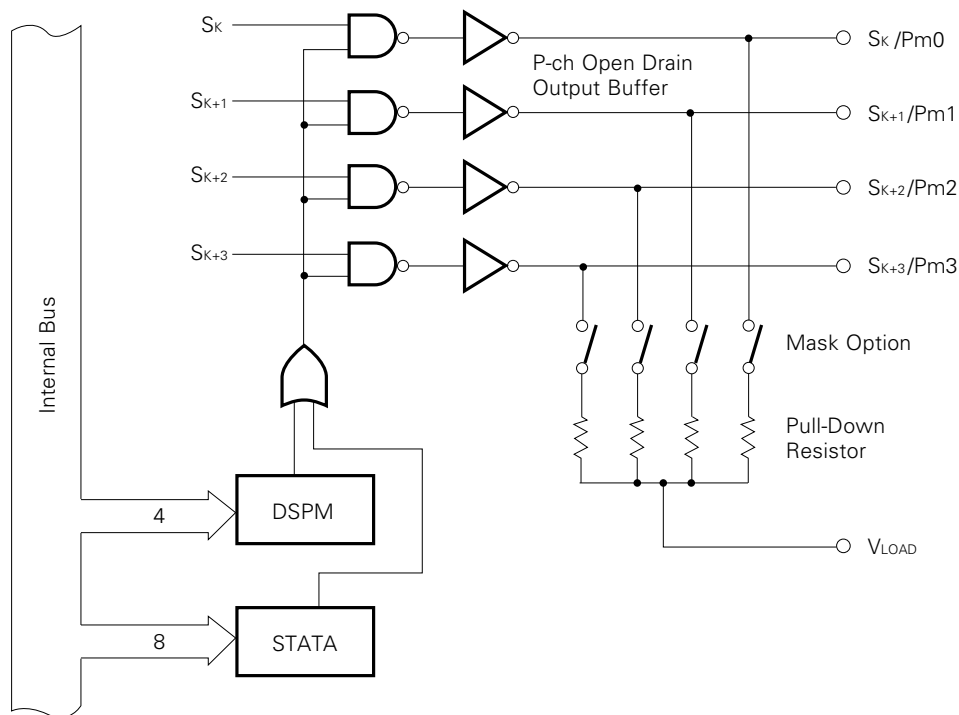 SK
SK/Pm0
P-ch Open Drain
Output Buffer
SK+1
SK+1/Pm1
SK+2
SK+2/Pm2
SK+3
SK+3/Pm3
Internal Bus
Mask Option
Pull-Down
Resistor
4
DSPM
VLOAD
8
STATA